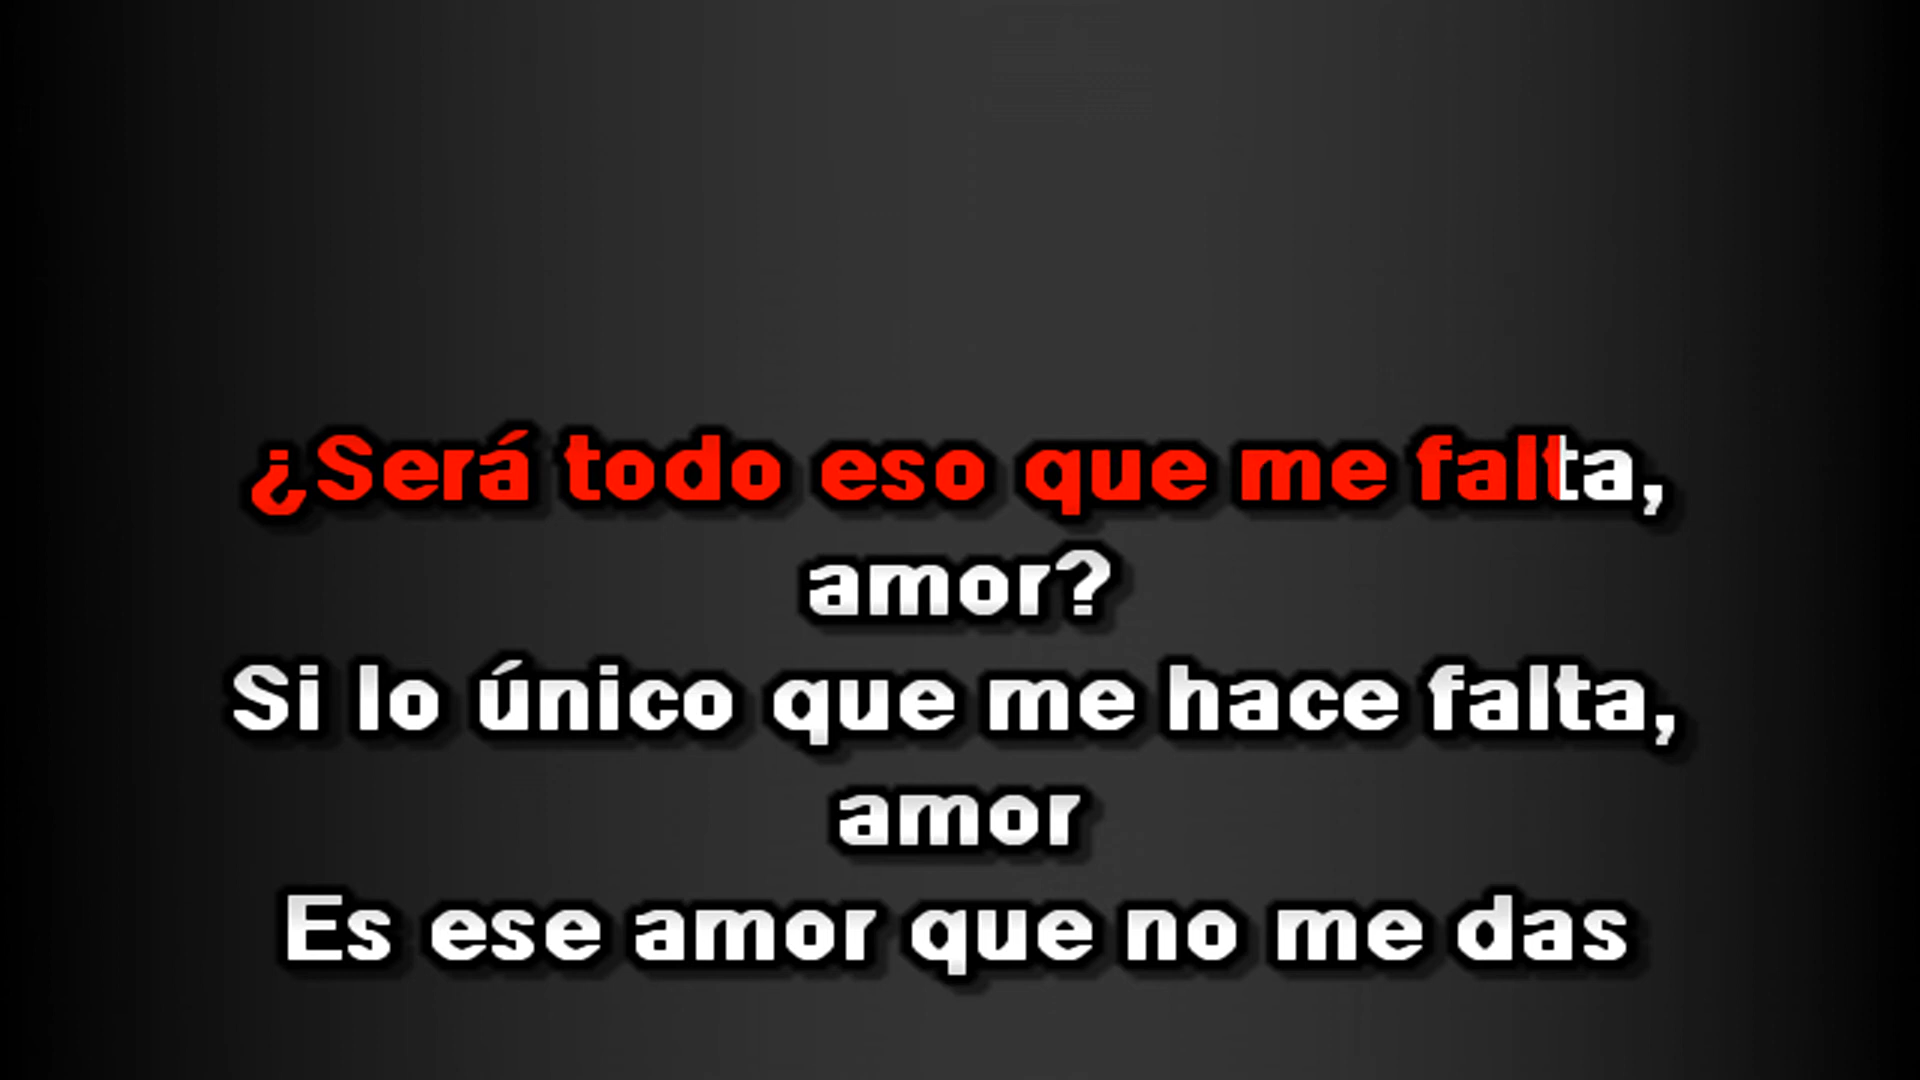 ¿Será todo eso que me falta,
amor?
Si lo único que me hace falta,
amor
Es ese amor que no me das